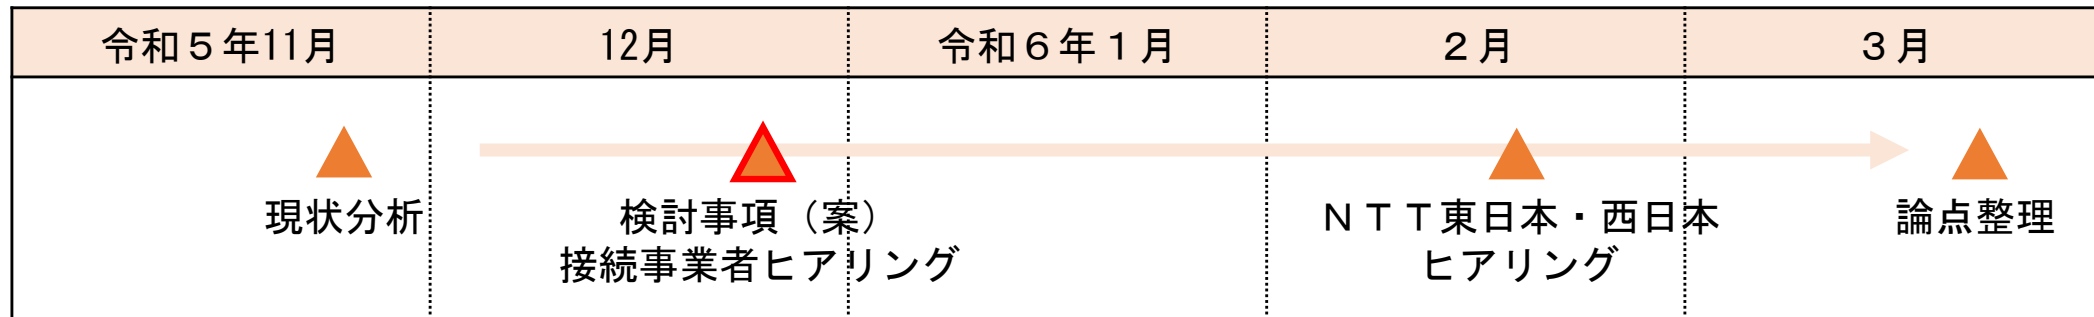 令和５年11月
12月
令和６年１月
２月
３月
現状分析
検討事項（案）
接続事業者ヒアリング
ＮＴＴ東日本・西日本
ヒアリング
論点整理